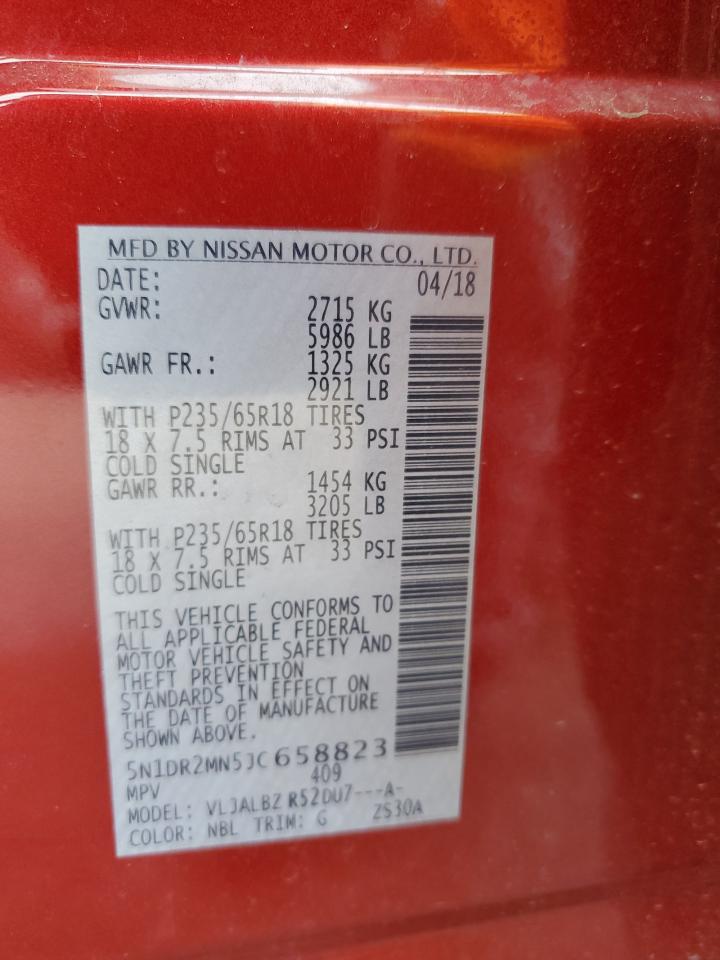 MFD BY NISSAN MOTOR CO., LTD.
DATE: 04/18
GVWR: 2715 KG
5986 LB
GAWR FR.: 1325 KG
2921 LB
WITH P235/65R18 TIRES
18 X 7.5 RIMS AT 33 PSI
COLD SINGLE
GAWR RR.: 1454 KG
3205 LB
WITH P235/65R18 TIRES
18 X 7.5 RIMS AT 33 PSI
COLD SINGLE
THIS VEHICLE CONFORMS TO
ALL APPLICABLE FEDERAL
MOTOR VEHICLE SAFETY AND
THEFT PREVENTION
STANDARDS IN EFFECT ON
THE DATE OF MANUFACTURE
SHOWN ABOVE.
5N1DR2MN5JC658823
MPV 409
MODEL: VLJALBZ R52DU7---A-
COLOR: NBL TRIM: G ZS30A